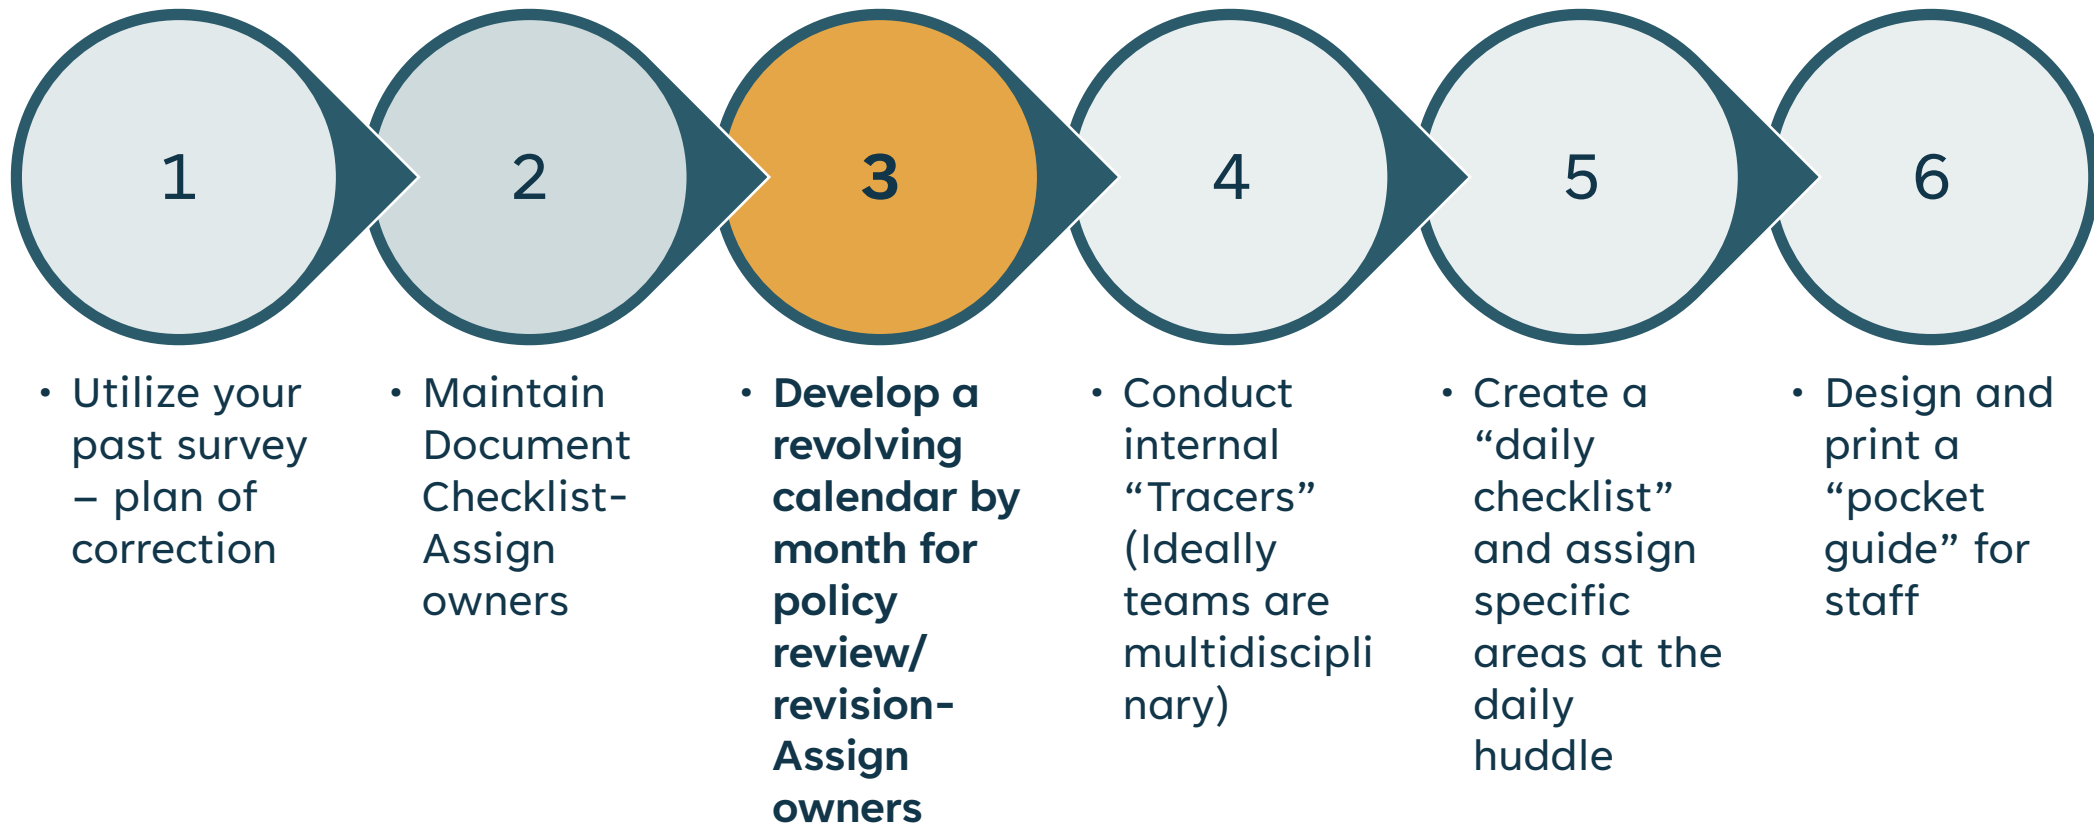 1
2
3
4
5
6
• Utilize your
past survey
– plan of
correction
• Maintain
Document
Checklist-
Assign
owners
• Develop a
revolving
calendar by
month for
policy
review/
revision-
Assign
owners
• Conduct
internal
“Tracers”
(Ideally
teams are
multidiscipli
nary)
• Create a
“daily
checklist”
and assign
specific
areas at the
daily
huddle
• Design and
print a
“pocket
guide” for
staff